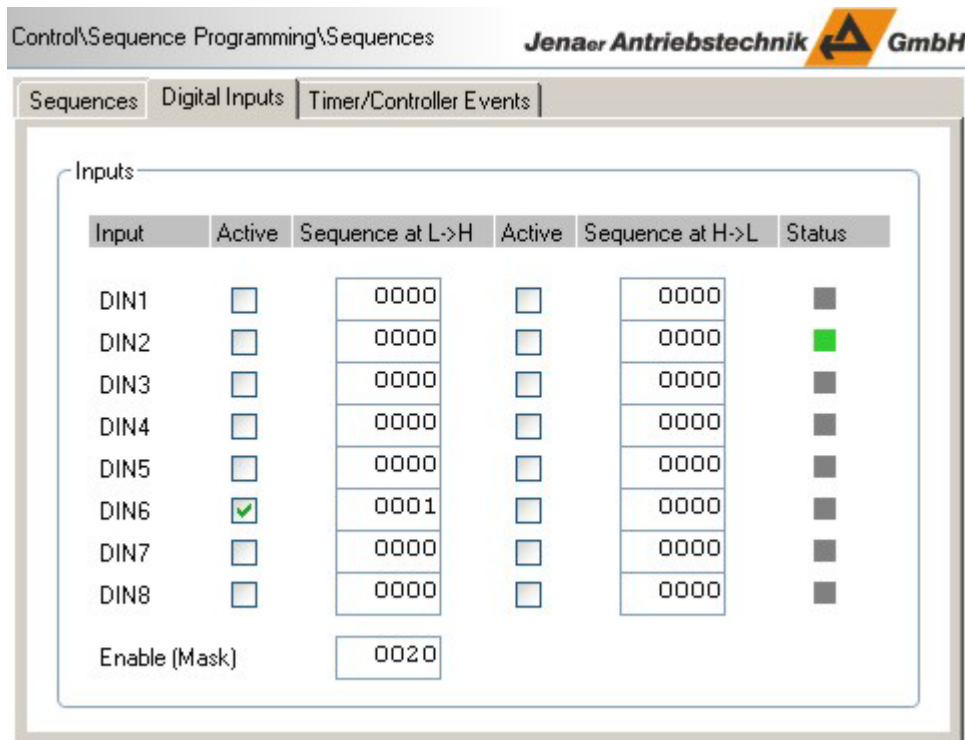 Control\Sequence Programming\Sequences Jenaer Antriebstechnik GmbH
Sequences Digital Inputs Timer/Controller Events
Inputs
Input Active Sequence at L->H Active Sequence at H->L Status
DIN1 0000 0000
DIN2 0000 0000
DIN3 0000 0000
DIN4 0000 0000
DIN5 0000 0000
DIN6 0001 0000
DIN7 0000 0000
DIN8 0000 0000
Enable (Mask) 0020